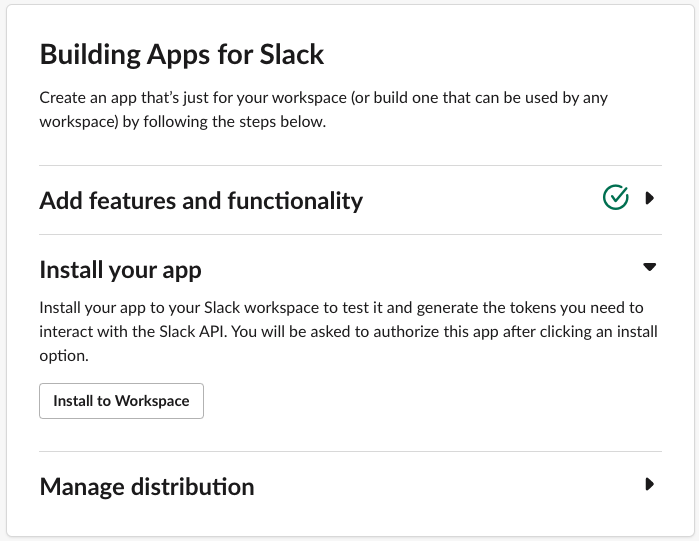 Building Apps for Slack
Create an app that’s just for your workspace (or build one that can be used by any
workspace) by following the steps below.
Add features and functionality
Install your app
Install your app to your Slack workspace to test it and generate the tokens you need to
interact with the Slack API. You will be asked to authorize this app after clicking an install
option.
Install to Workspace
Manage distribution